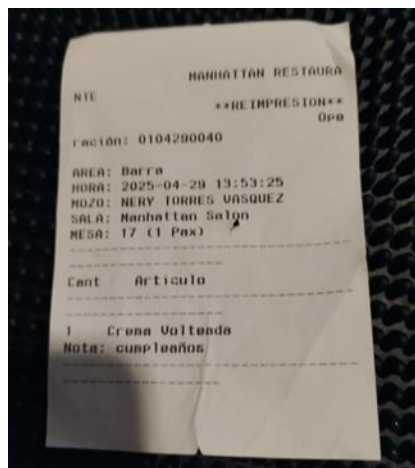 MANHATTAN RESTAURA
NTE
**REIMPRESION**
Ope
ración: 0104290040
AREA: Barra
HORA: 2025-04-29 13:53:25
MOZO: NERY TORRES VASQUEZ
SALA: Manhattan Salon
MESA: 17 (1 Pax)
--------------------------------
----------------
Cant Articulo
--------------------------------
----------------
1 Crema Volteada
Nota: cumpleaños
--------------------------------
----------------